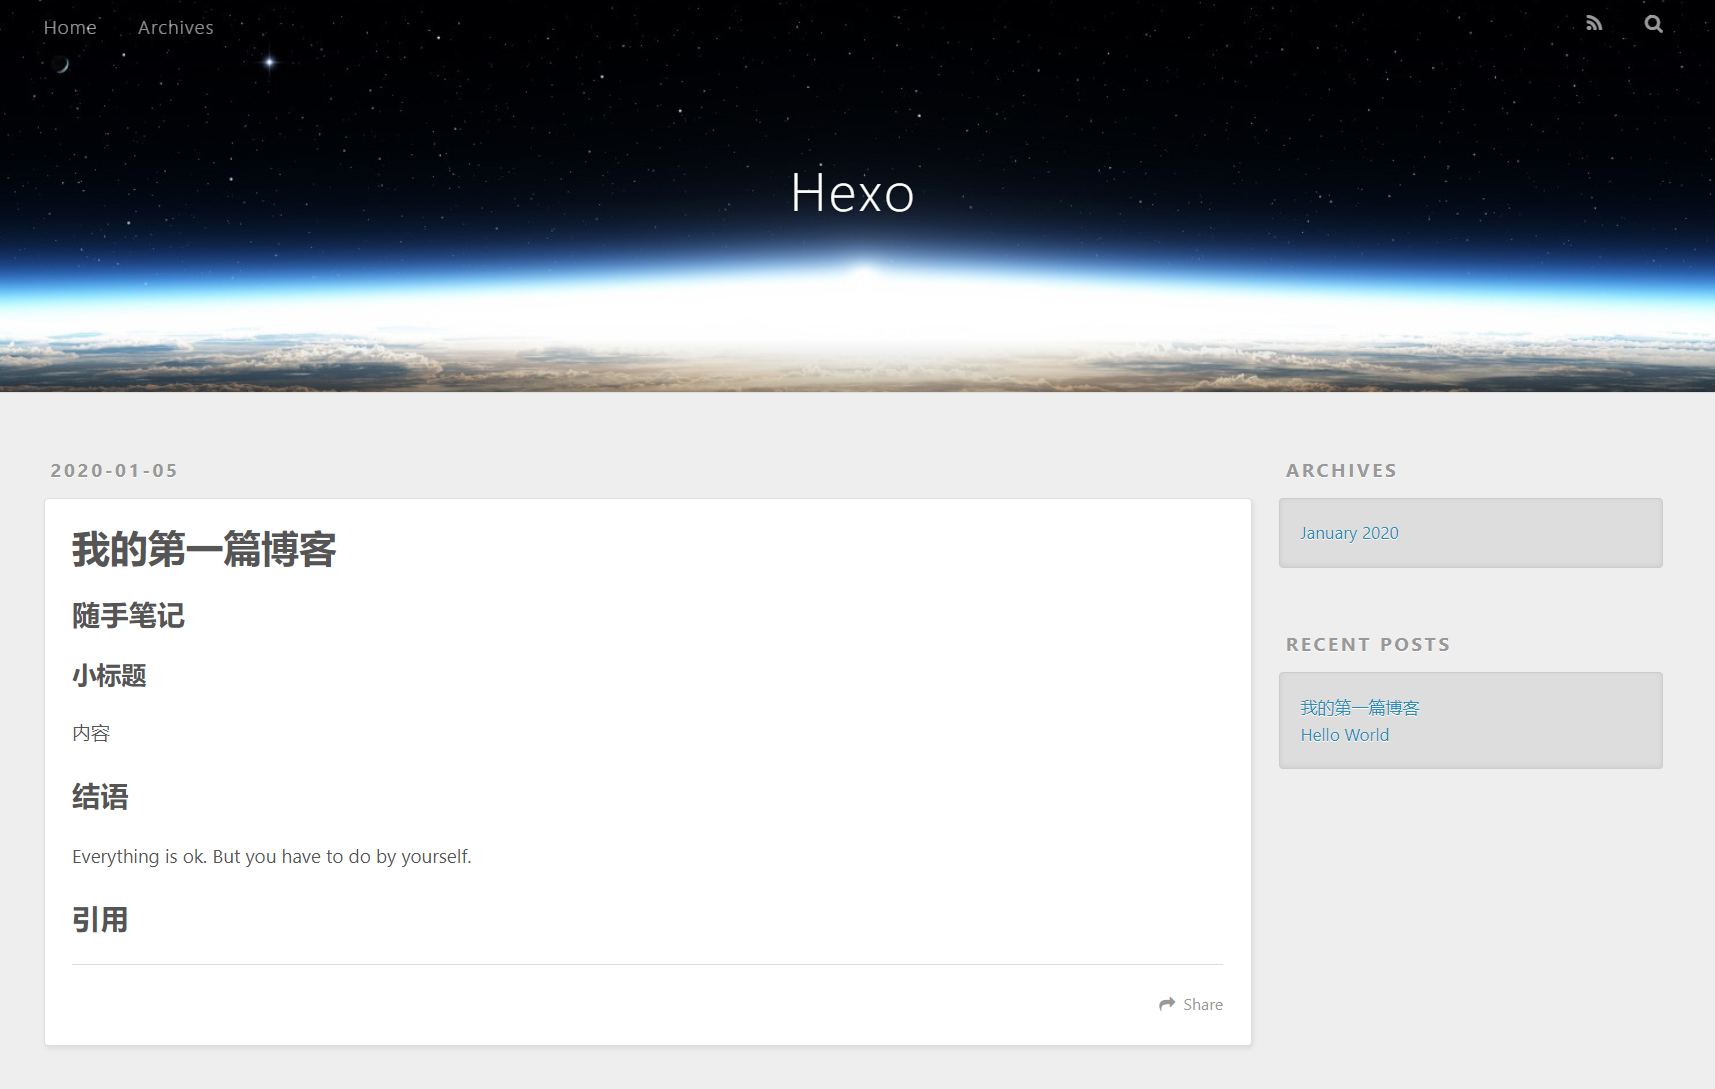 Home Archives
Hexo
2020-01-05
我的第一篇博客
随手笔记
小标题
内容
结语
Everything is ok. But you have to do by yourself.
引用
Share
ARCHIVES
January 2020
RECENT POSTS
我的第一篇博客
Hello World